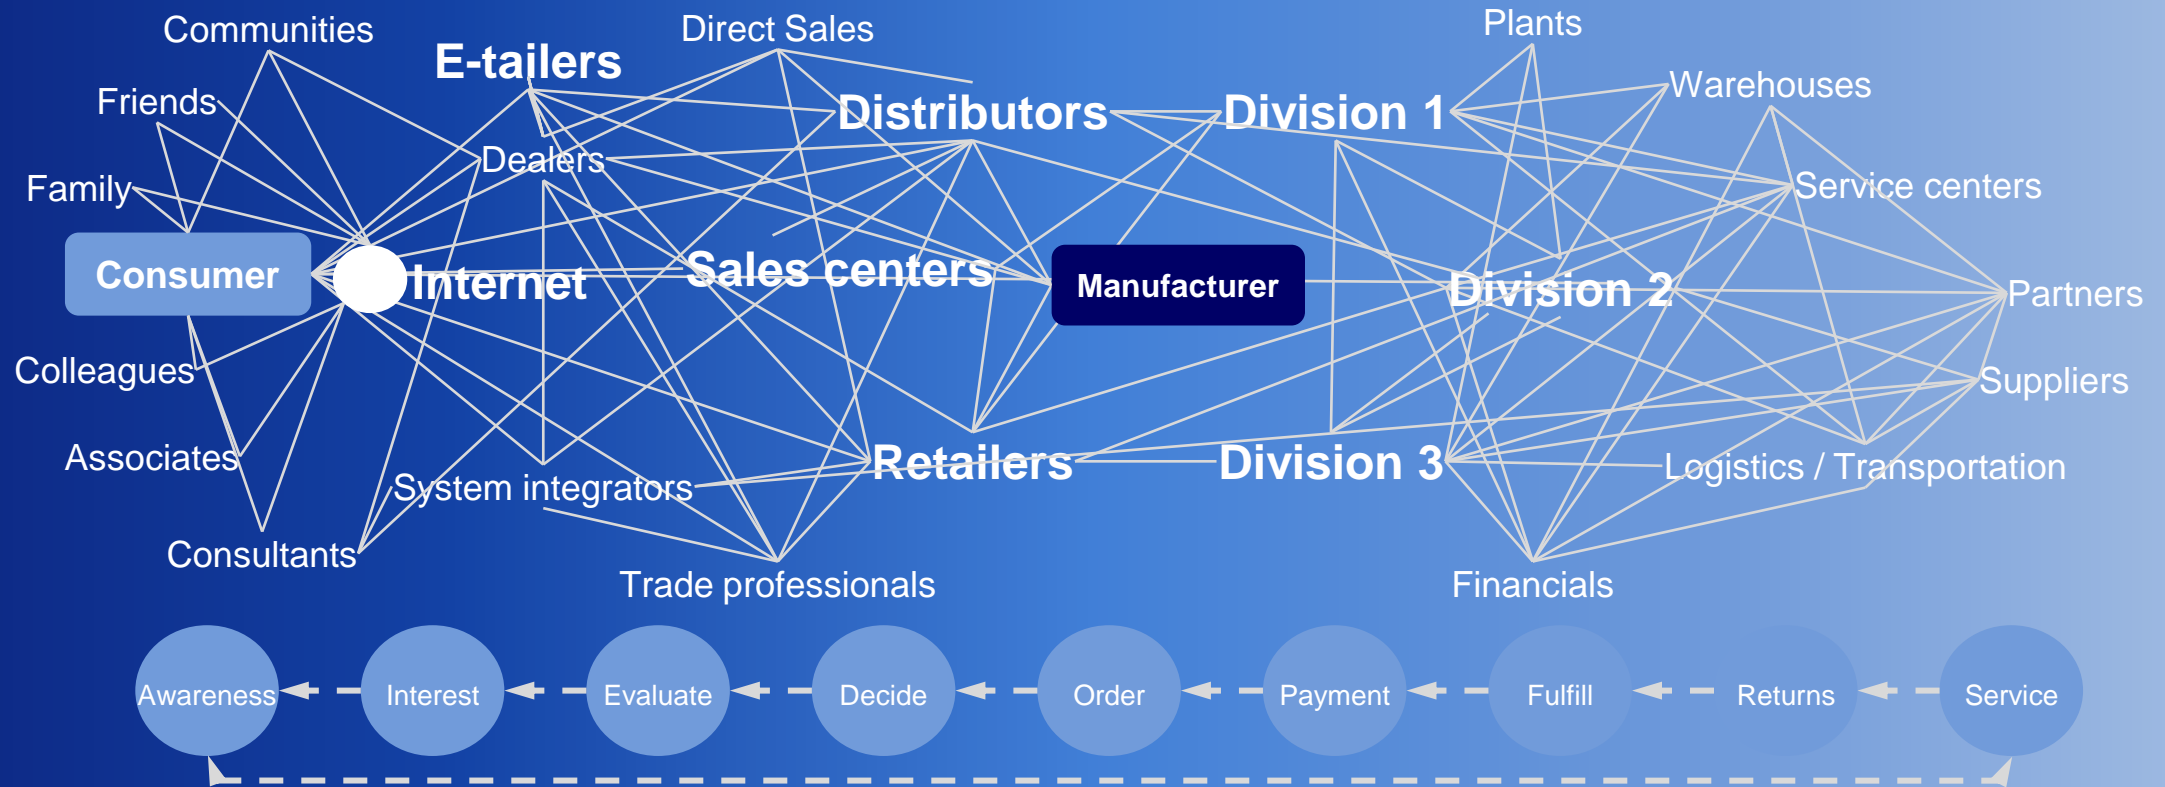 Communities
Direct Sales
Plants
E-tailers
Warehouses
Friends
Distributors
Division 1
Dealers
Family
Service centers
Consumer
Internet
Sales centers
Manufacturer
Division 2
Partners
Colleagues
Suppliers
Associates
Retailers
Division 3
Logistics / Transportation
System integrators
Consultants
Trade professionals
Financials
Awareness
Interest
Evaluate
Decide
Order
Payment
Fulfill
Returns
Service